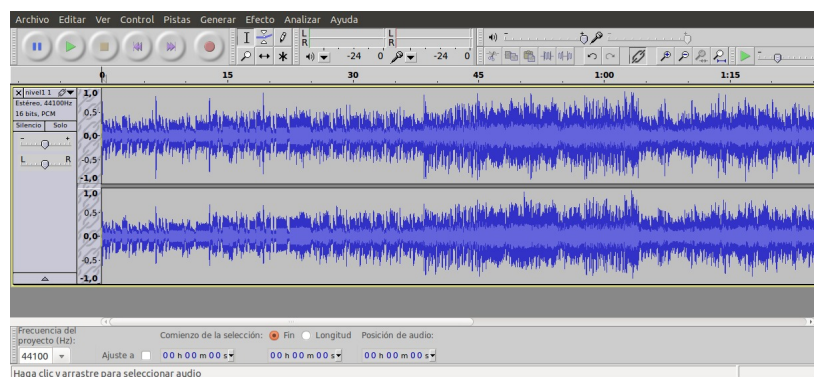 Archivo Editar Ver Control Pistas Generar Efecto Analizar Ayuda
L
R
-24 0
L
R
-24 0
0 15 30 45 1:00 1:15
X nivel1 1
Estéreo, 44100Hz
16 bits, PCM
Silencio Solo
- +
L R
1,0
0,5
0,0
-0,5
-1,0
1,0
0,5
0,0
-0,5
-1,0
Frecuencia del
proyecto (Hz):
44100
Ajuste a
Comienzo de la selección:
00 h 00 m 00 s
Fin Longitud
00 h 00 m 00 s
Posición de audio:
00 h 00 m 00 s
Haga clic y arrastre para seleccionar audio